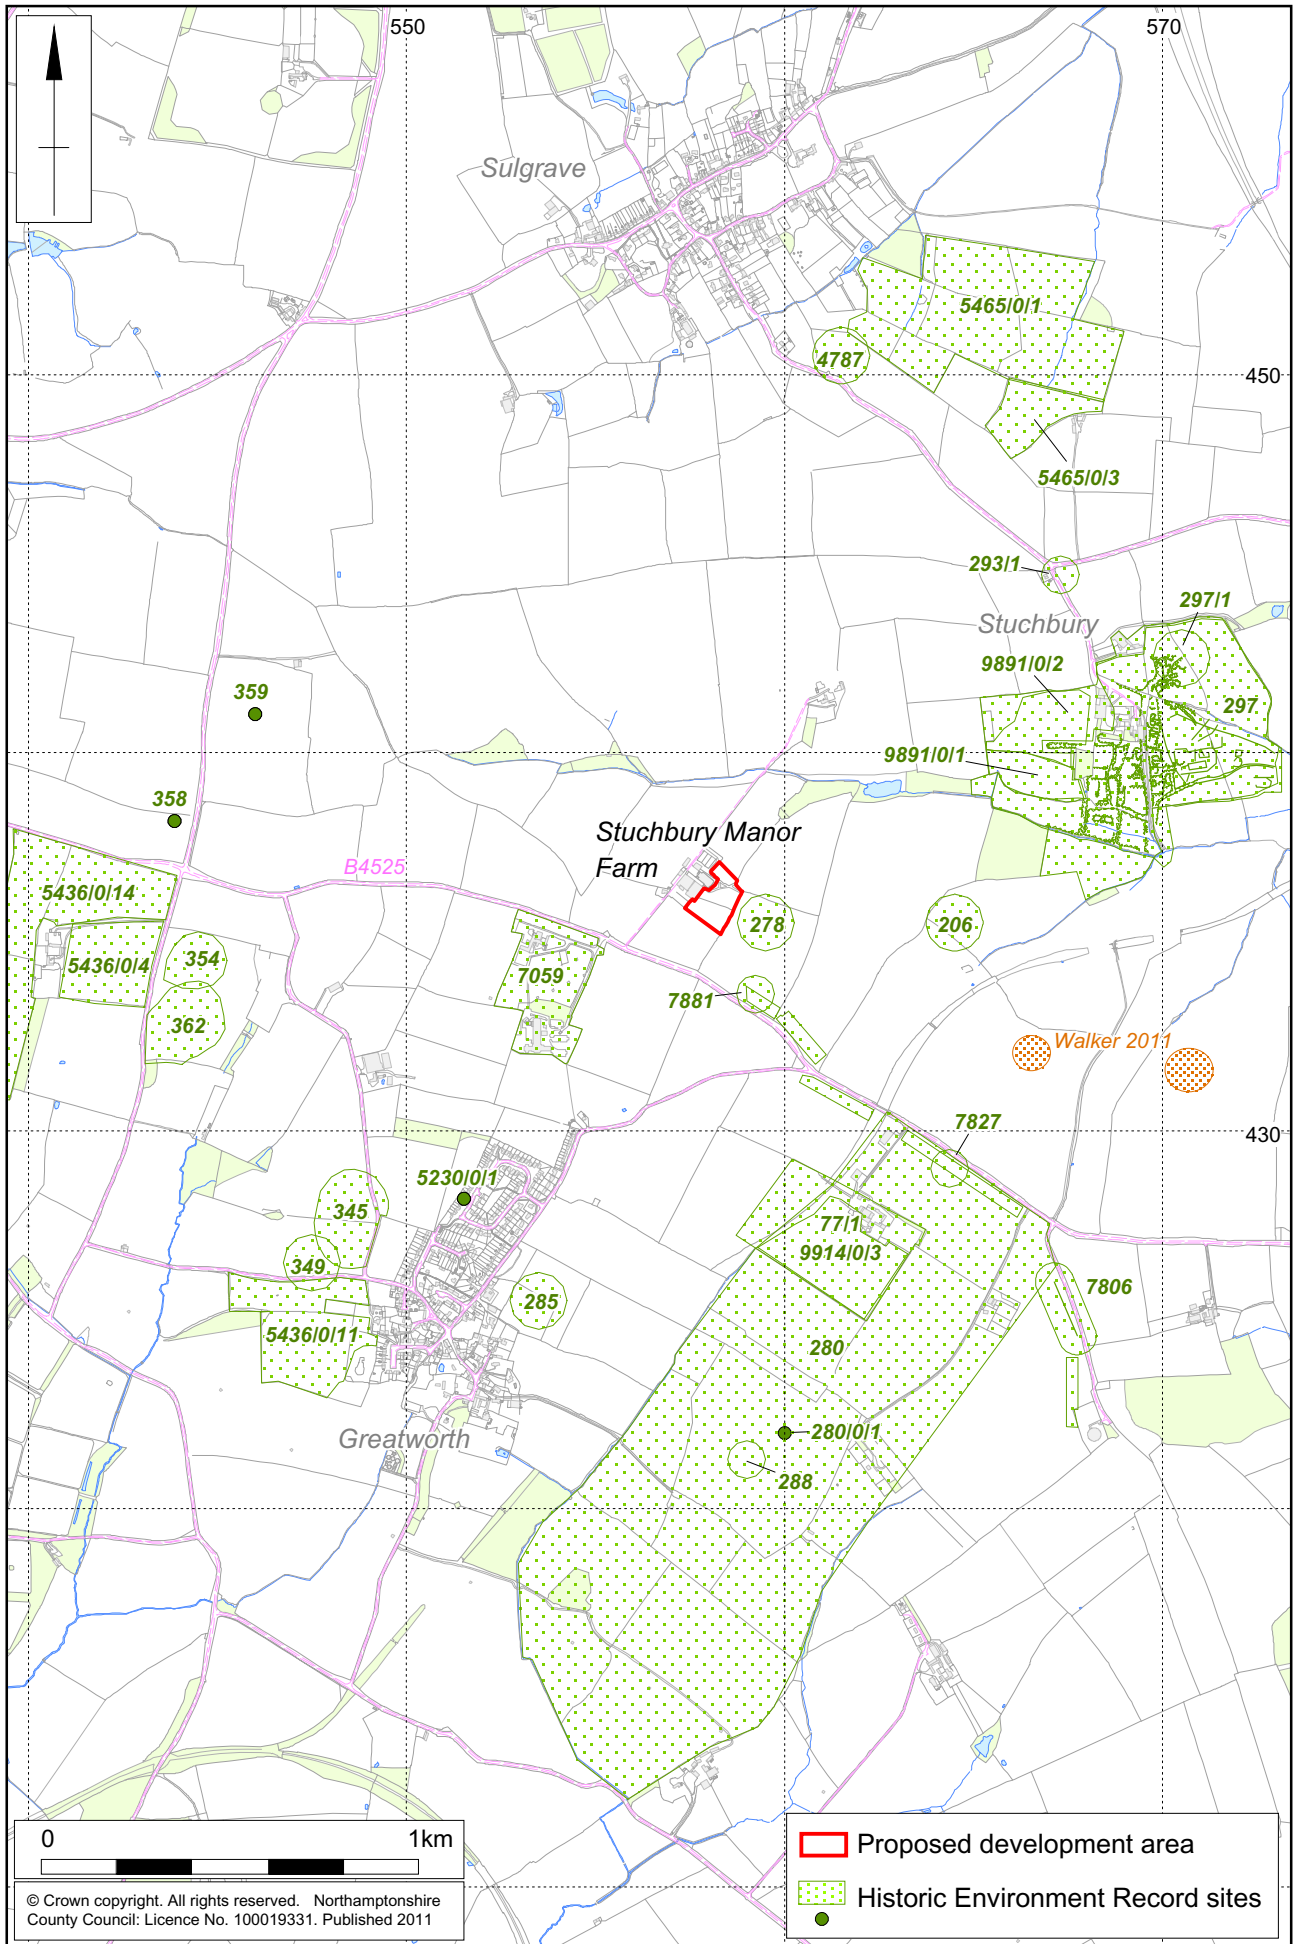 550
570
Sulgrave
5465/0/1
4787
450
5465/0/3
293/1
297/1
Stuchbury
9891/0/2
359
297
9891/0/1
358
Stuchbury Manor
Farm
B4525
5436/0/14
278
206
354
5436/0/4
7059
7881
362
Walker 2011
7827
430
5230/0/1
345
77/1
9914/0/3
349
7806
285
5436/0/11
280
280/0/1
Greatworth
288
0
1km
Proposed development area
Historic Environment Record sites
© Crown copyright. All rights reserved. Northamptonshire
County Council: Licence No. 100019331. Published 2011